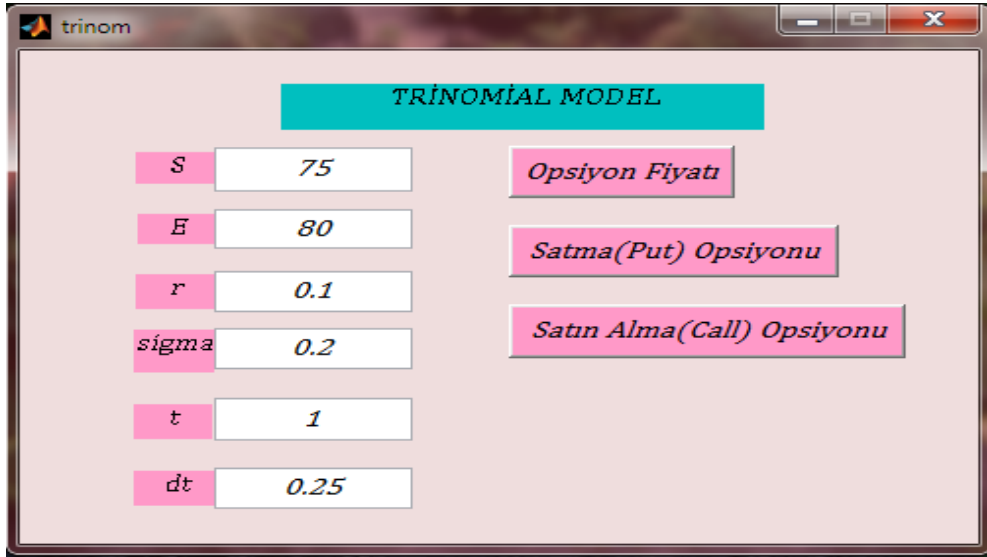 trinom
TRİNOMİAL MODEL
S 75
E 80
r 0.1
sigma 0.2
t 1
dt 0.25
Opsiyon Fiyatı
Satma(Put) Opsiyonu
Satın Alma(Call) Opsiyonu